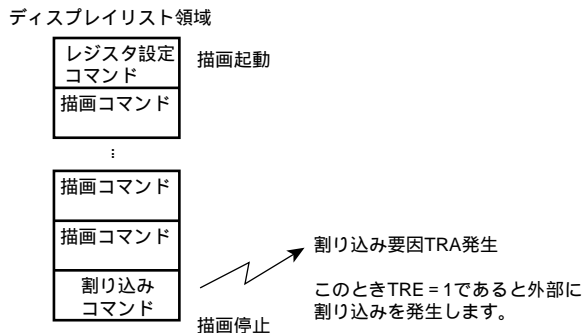 ディスプレイリスト領域
レジスタ設定
コマンド
描画起動
描画コマンド
⋮
描画コマンド
描画コマンド
割り込み
コマンド
描画停止
割り込み要因TRA発生
このときTRE = 1であると外部に
割り込みを発生します。